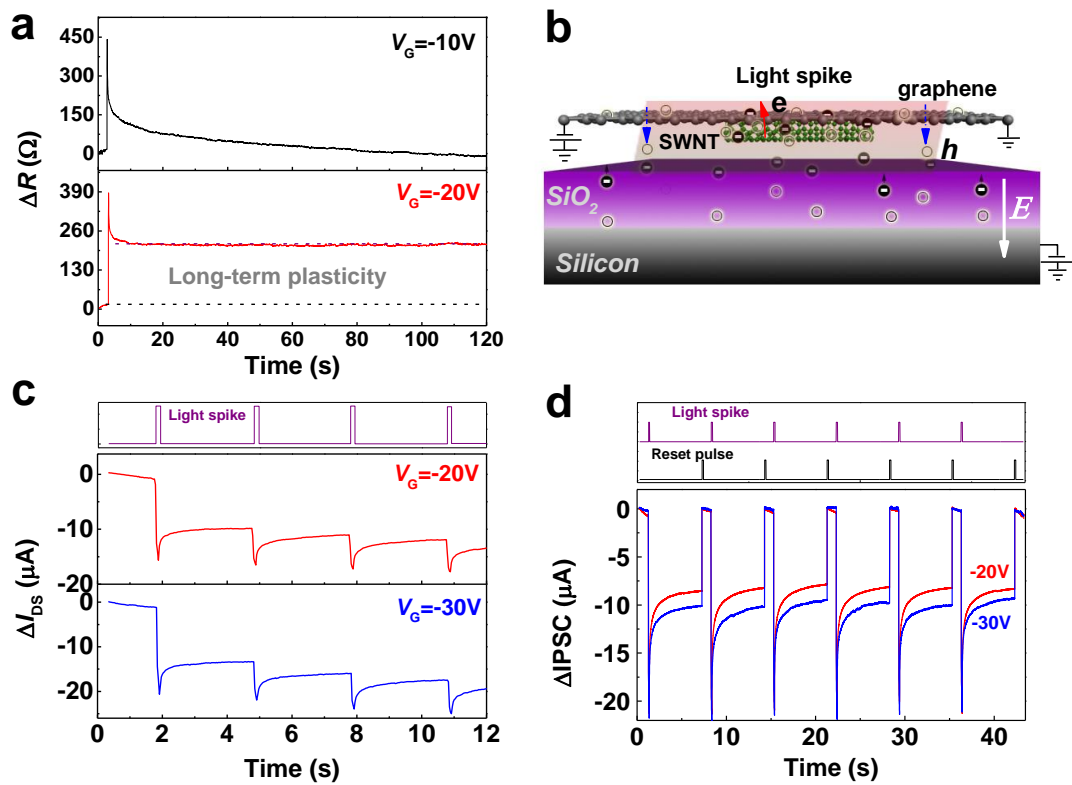 a
V_G=-10V
450
300
150
0
ΔR (Ω)
V_G=-20V
390
260
130
0
Long-term plasticity
0 20 40 60 80 100 120
Time (s)
b
Light spike
graphene
e
SWNT
h
SiO₂
E
Silicon
c
Light spike
V_G=-20V
0
-10
-20
ΔI_DS (μA)
V_G=-30V
0
-10
-20
0 2 4 6 8 10 12
Time (s)
d
Light spike
Reset pulse
0
-5
-10
-15
-20
ΔIPSC (μA)
-20V
-30V
0 10 20 30 40
Time (s)